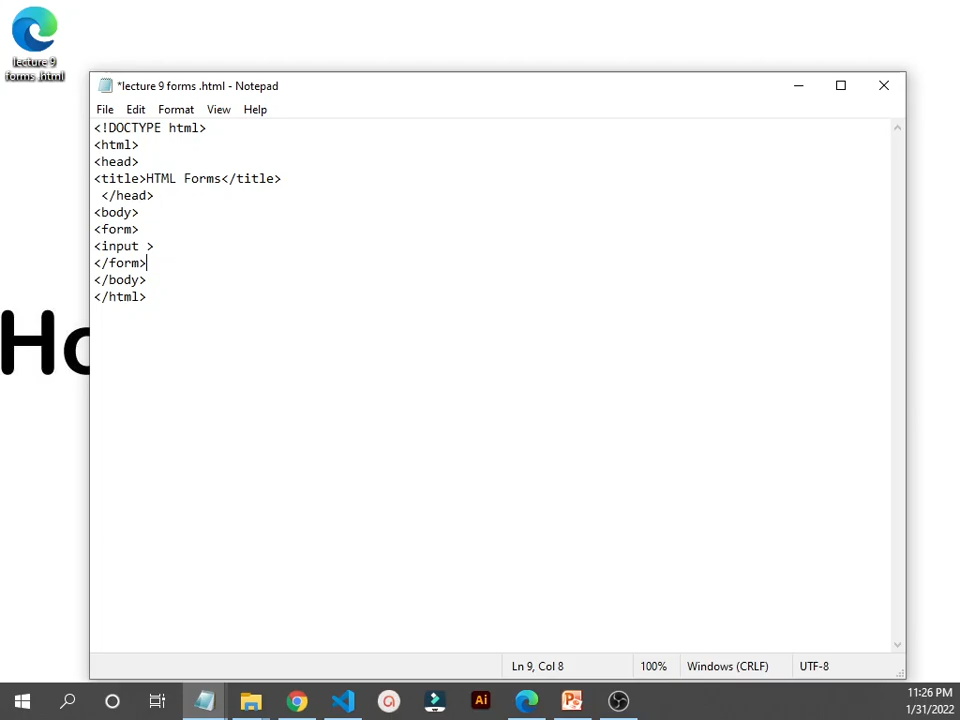 lecture 9
forms .html
*lecture 9 forms .html - Notepad
File Edit Format View Help
<!DOCTYPE html>
<html>
<head>
<title>HTML Forms</title>
 </head>
<body>
<form>
<input >
</form>
</body>
</html>
Ho
Ln 9, Col 8 100% Windows (CRLF) UTF-8
Ai
11:26 PM
1/31/2022